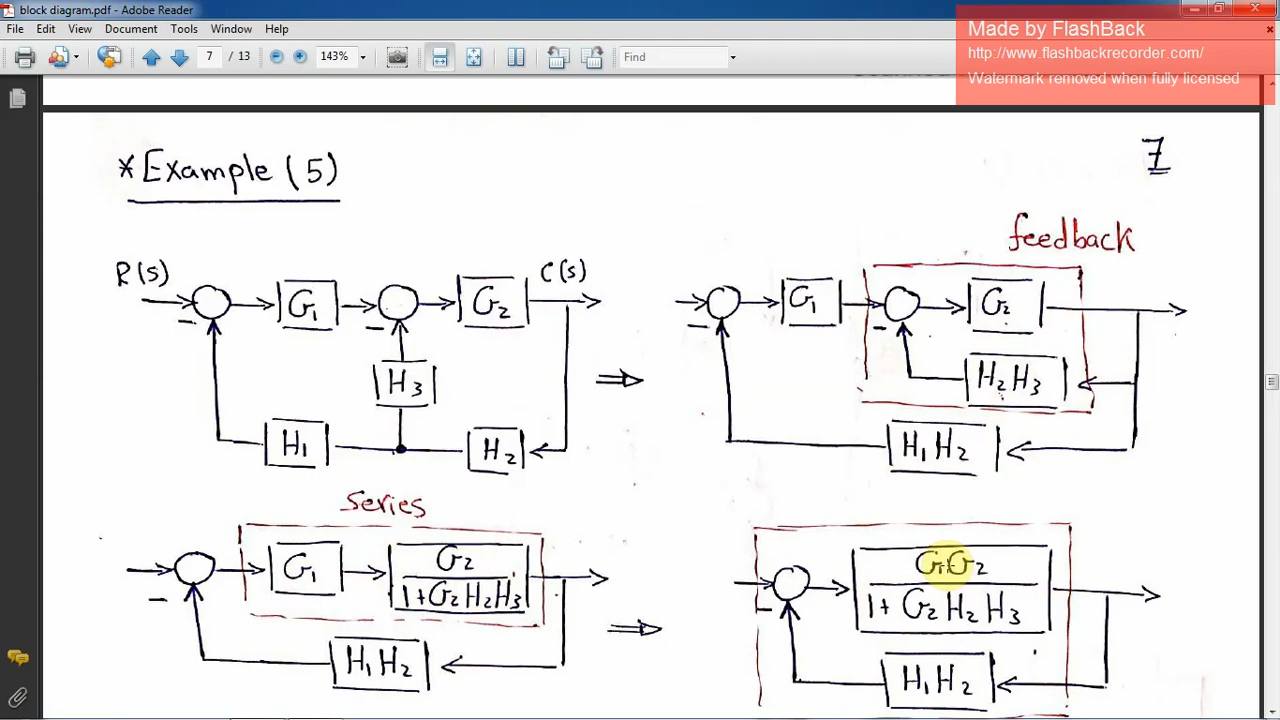 block diagram.pdf - Adobe Reader
File Edit View Document Tools Window Help
7 / 13 143% Find
Made by FlashBack
http://www.flashbackrecorder.com/
Watermark removed when fully licensed
*Example (5)
7
feedback
R(s) G1 G2 C(s)
H3
H1 H2
⇒
G1 G2
H2H3
H1H2
series
G1 G2
1+G2H2H3
H1H2
⇒
G1G2
1+ G2H2H3
H1H2